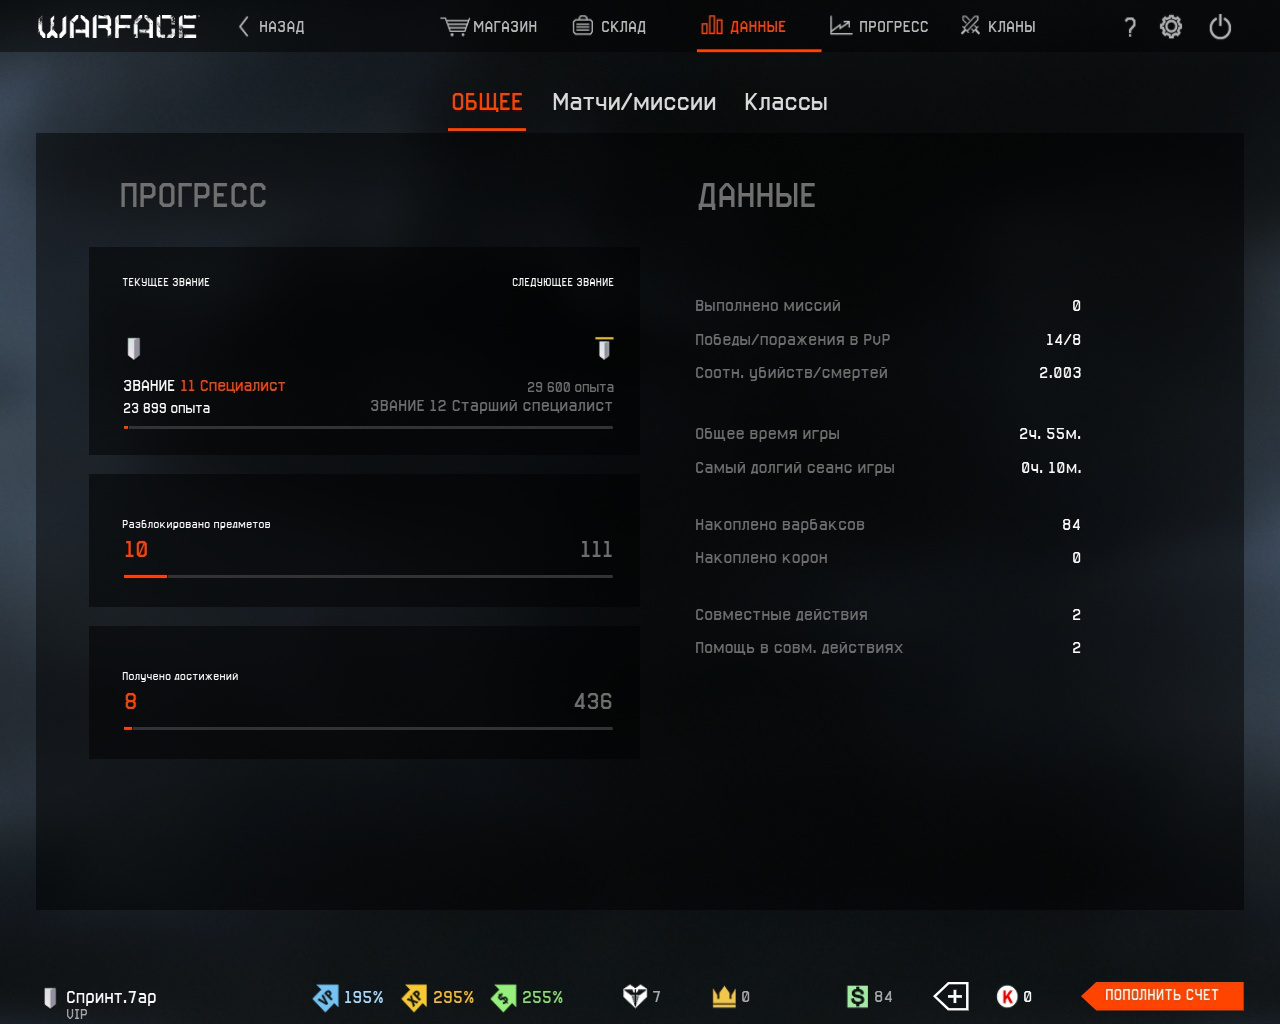 WARFACE
НАЗАД
МАГАЗИН
СКЛАД
ДАННЫЕ
ПРОГРЕСС
КЛАНЫ
?
ОБЩЕЕ Матчи/миссии Классы
ПРОГРЕСС
ТЕКУЩЕЕ ЗВАНИЕ СЛЕДУЮЩЕЕ ЗВАНИЕ
ЗВАНИЕ 11 Специалист 29 600 опыта
23 899 опыта ЗВАНИЕ 12 Старший специалист
Разблокировано предметов
10 111
Получено достижений
8 436
ДАННЫЕ
Выполнено миссий 0
Победы/поражения в PvP 14/8
Соотн. убийств/смертей 2.003
Общее время игры 2ч. 55м.
Самый долгий сеанс игры 0ч. 10м.
Накоплено варбаксов 84
Накоплено корон 0
Совместные действия 2
Помощь в совм. действиях 2
Спринт.7ар
VIP
VP 195%
XP 295%
$ 255%
7
0
$ 84
K 0
ПОПОЛНИТЬ СЧЕТ